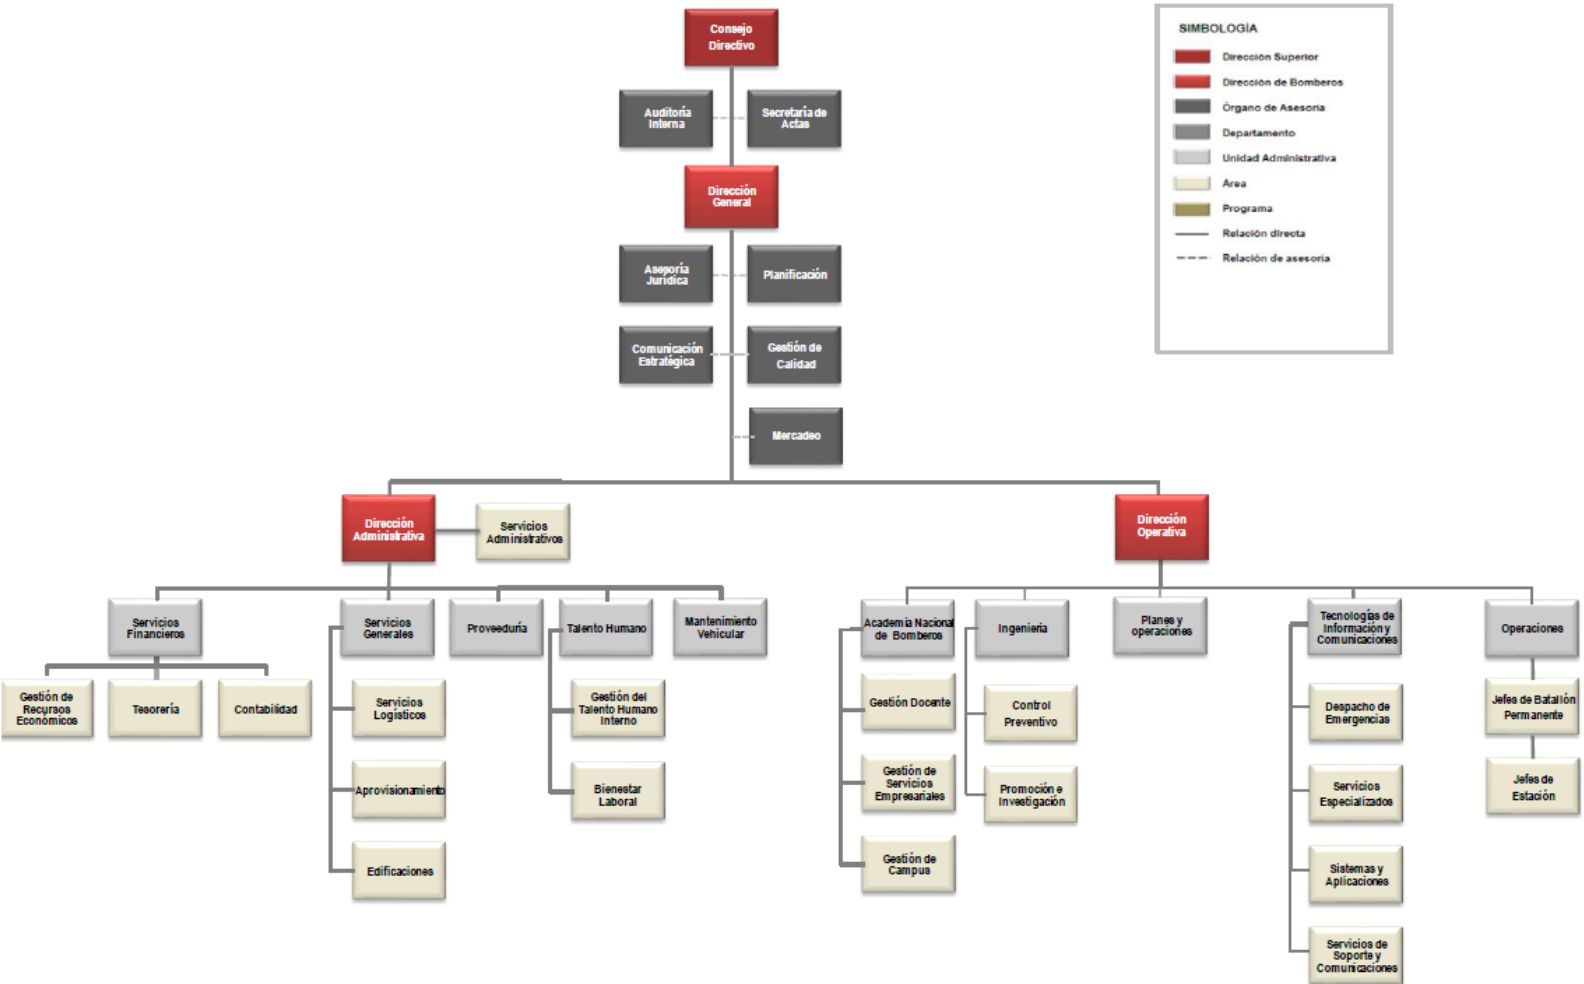 Consejo
Directivo
SIMBOLOGÍA
Dirección Superior
Dirección de Bomberos
Órgano de Asesoría
Departamento
Unidad Administrativa
Área
Programa
Relación directa
Relación de asesoría
Auditoría
Interna
Secretaría de
Actas
Dirección
General
Asesoría
Jurídica
Planificación
Comunicación
Estratégica
Gestión de
Calidad
Mercadeo
Dirección
Administrativa
Servicios
Administrativos
Dirección
Operativa
Servicios
Financieros
Servicios
Generales
Proveeduría
Talento Humano
Mantenimiento
Vehicular
Academia Nacional
de Bomberos
Ingeniería
Planes y
operaciones
Tecnologías de
Información y
Comunicaciones
Operaciones
Gestión de
Recursos
Económicos
Tesorería
Contabilidad
Servicios
Logísticos
Aprovisionamiento
Edificaciones
Gestión del
Talento Humano
Interno
Bienestar
Laboral
Gestión Docente
Gestión de
Servicios
Empresariales
Gestión de
Campus
Control
Preventivo
Promoción e
Investigación
Despacho de
Emergencias
Servicios
Especializados
Sistemas y
Aplicaciones
Servicios de
Soporte y
Comunicaciones
Jefes de Batallón
Permanente
Jefes de
Estación